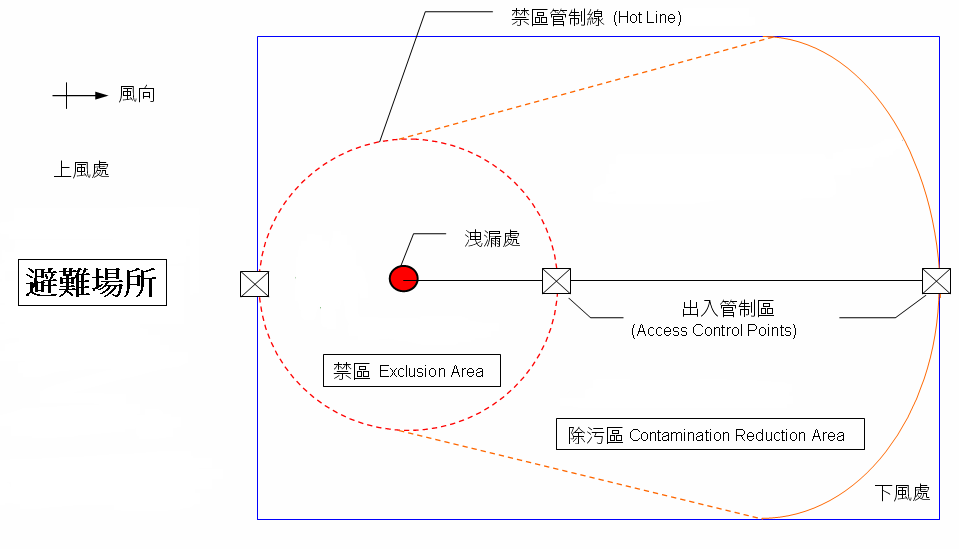 禁區管制線 (Hot Line)
風向
上風處
洩漏處
避難場所
出入管制區
(Access Control Points)
禁區 Exclusion Area
除污區 Contamination Reduction Area
下風處